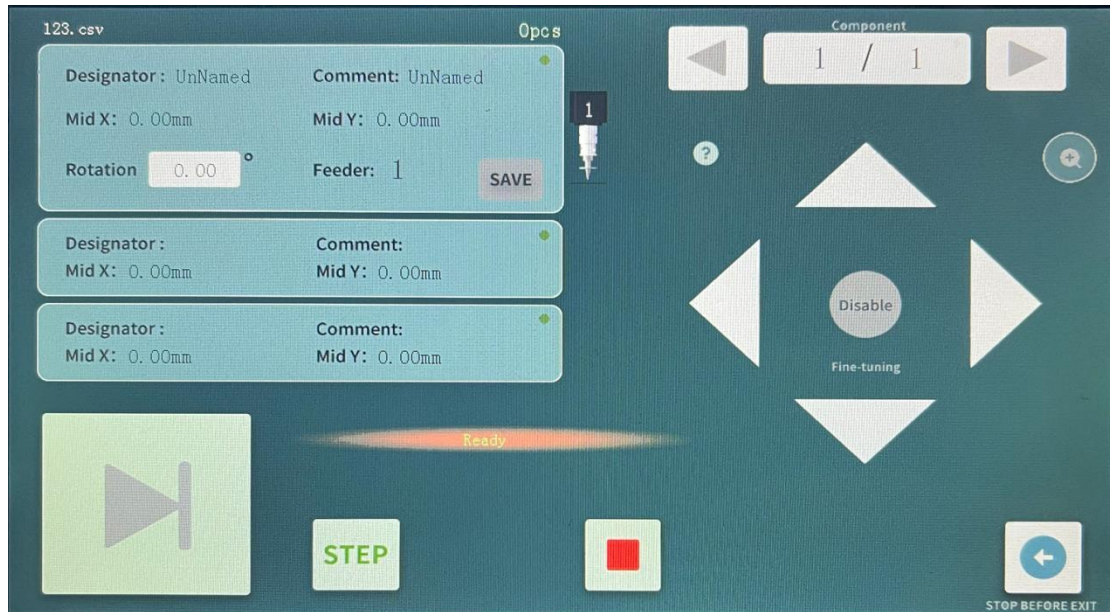 123.csv
0pcs
Designator: UnNamed Comment: UnNamed
Mid X: 0.00mm Mid Y: 0.00mm
Rotation 0.00 ° Feeder: 1 SAVE
1
Designator: Comment:
Mid X: 0.00mm Mid Y: 0.00mm
Designator: Comment:
Mid X: 0.00mm Mid Y: 0.00mm
Ready
STEP
Component
1 / 1
?
Disable
Fine-tuning
STOP BEFORE EXIT